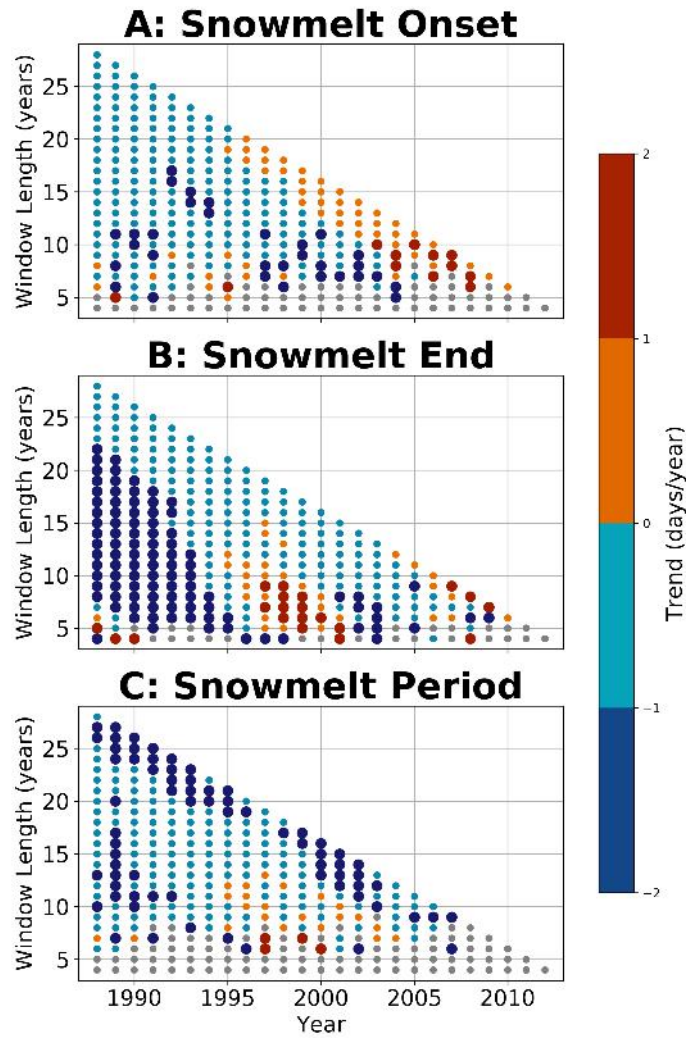 A: Snowmelt Onset
25
20
15
10
5
Window Length (years)
B: Snowmelt End
25
20
15
10
5
Window Length (years)
C: Snowmelt Period
25
20
15
10
5
Window Length (years)
1990 1995 2000 2005 2010
Year
2
1
0
−1
−2
Trend (days/year)